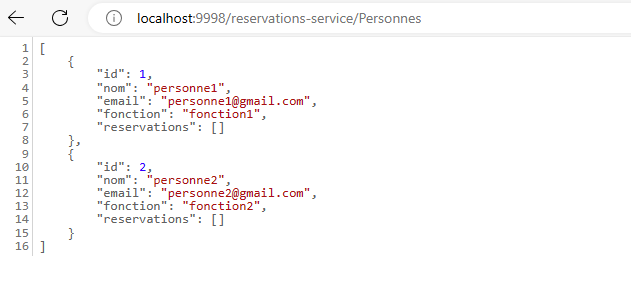 localhost:9998/reservations-service/Personnes
1 [
2     {
3         "id": 1,
4         "nom": "personne1",
5         "email": "personne1@gmail.com",
6         "fonction": "fonction1",
7         "reservations": []
8     },
9     {
10         "id": 2,
11         "nom": "personne2",
12         "email": "personne2@gmail.com",
13         "fonction": "fonction2",
14         "reservations": []
15     }
16 ]